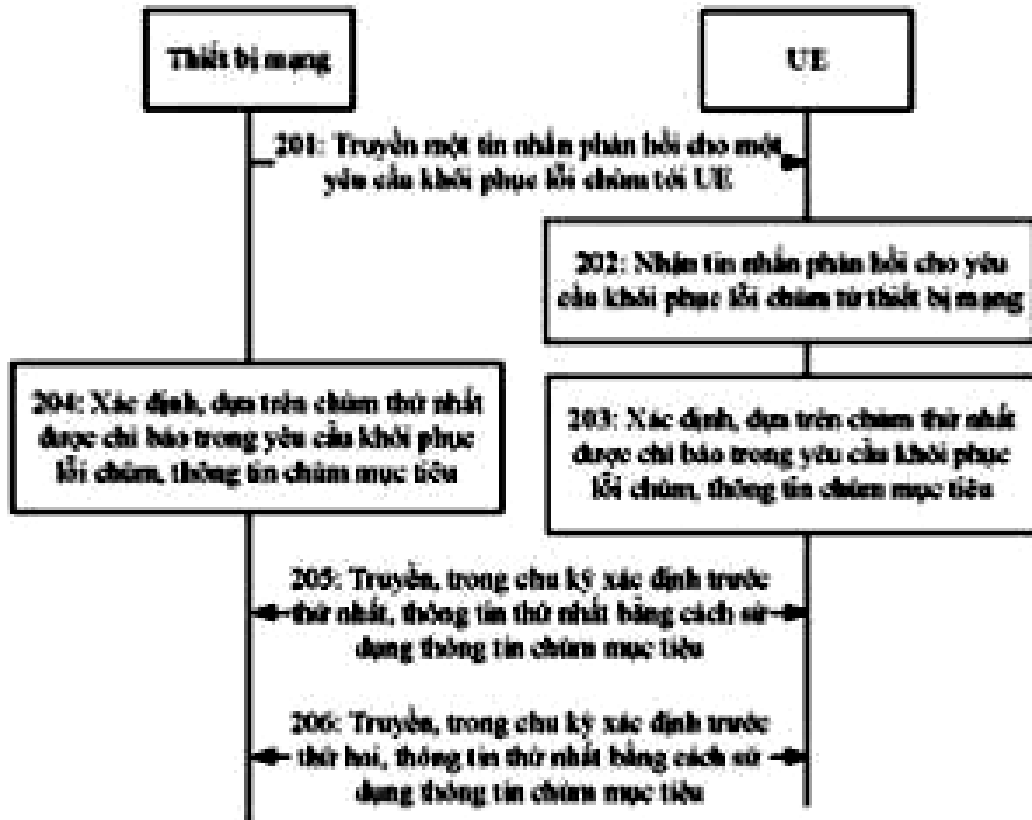 Thiết bị mạng
UE
201: Truyền một tin nhắn phản hồi cho một
yêu cầu khôi phục lỗi chùm tới UE
202: Nhận tin nhắn phản hồi cho yêu
cầu khôi phục lỗi chùm từ thiết bị mạng
204: Xác định, dựa trên chùm thứ nhất
được chỉ báo trong yêu cầu khôi phục
lỗi chùm, thông tin chùm mục tiêu
203: Xác định, dựa trên chùm thứ nhất
được chỉ báo trong yêu cầu khôi phục
lỗi chùm, thông tin chùm mục tiêu
205: Truyền, trong chu kỳ xác định trước
thứ nhất, thông tin thứ nhất bằng cách sử
dụng thông tin chùm mục tiêu
206: Truyền, trong chu kỳ xác định trước
thứ hai, thông tin thứ nhất bằng cách sử
dụng thông tin chùm mục tiêu